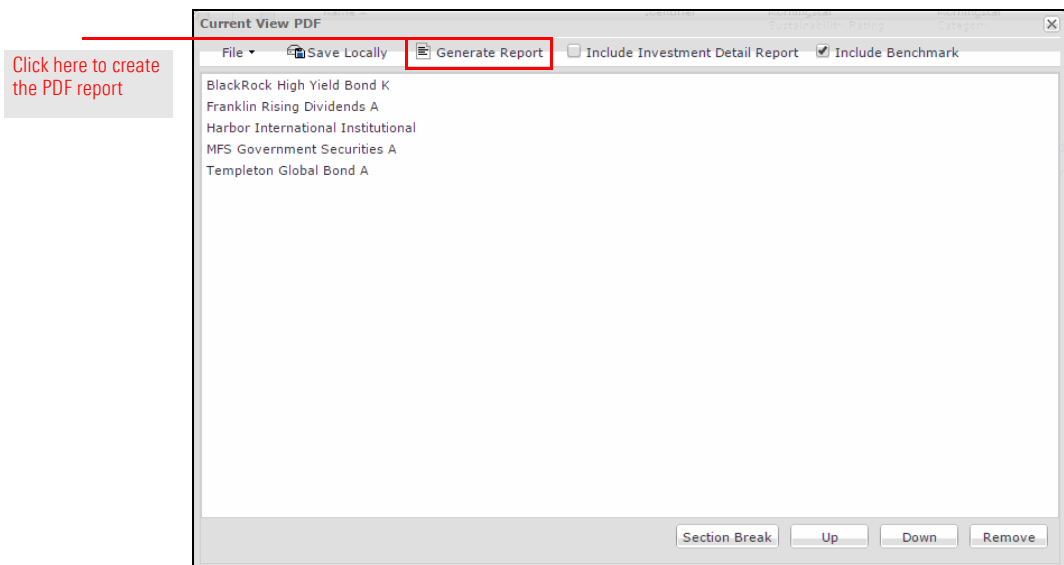 Current View PDF
File
Save Locally
Generate Report
Include Investment Detail Report
Include Benchmark
Click here to create
the PDF report
BlackRock High Yield Bond K
Franklin Rising Dividends A
Harbor International Institutional
MFS Government Securities A
Templeton Global Bond A
Section Break
Up
Down
Remove